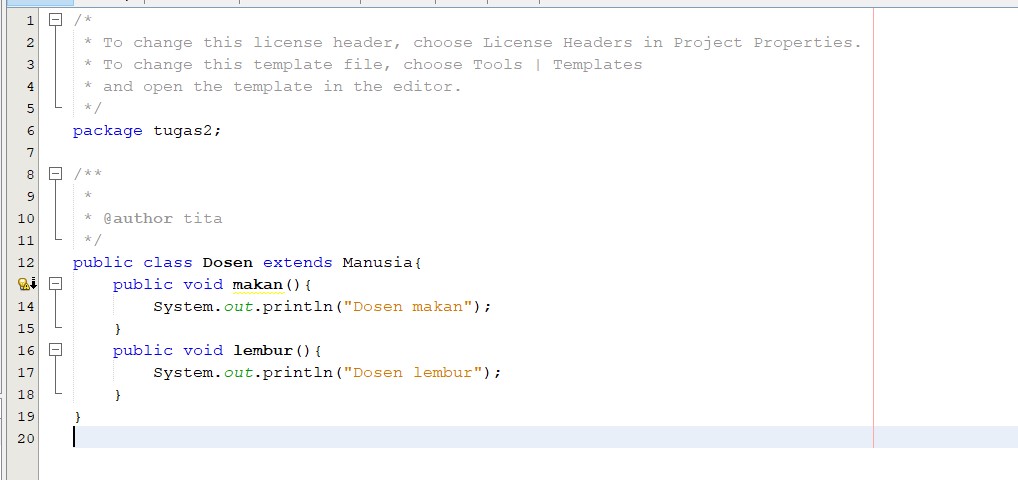 1 /*
2  * To change this license header, choose License Headers in Project Properties.
3  * To change this template file, choose Tools | Templates
4  * and open the template in the editor.
5  */
6 package tugas2;
7
8 /**
9  *
10  * @author tita
11  */
12 public class Dosen extends Manusia{
    public void makan(){
14         System.out.println("Dosen makan");
15     }
16     public void lembur(){
17         System.out.println("Dosen lembur");
18     }
19 }
20